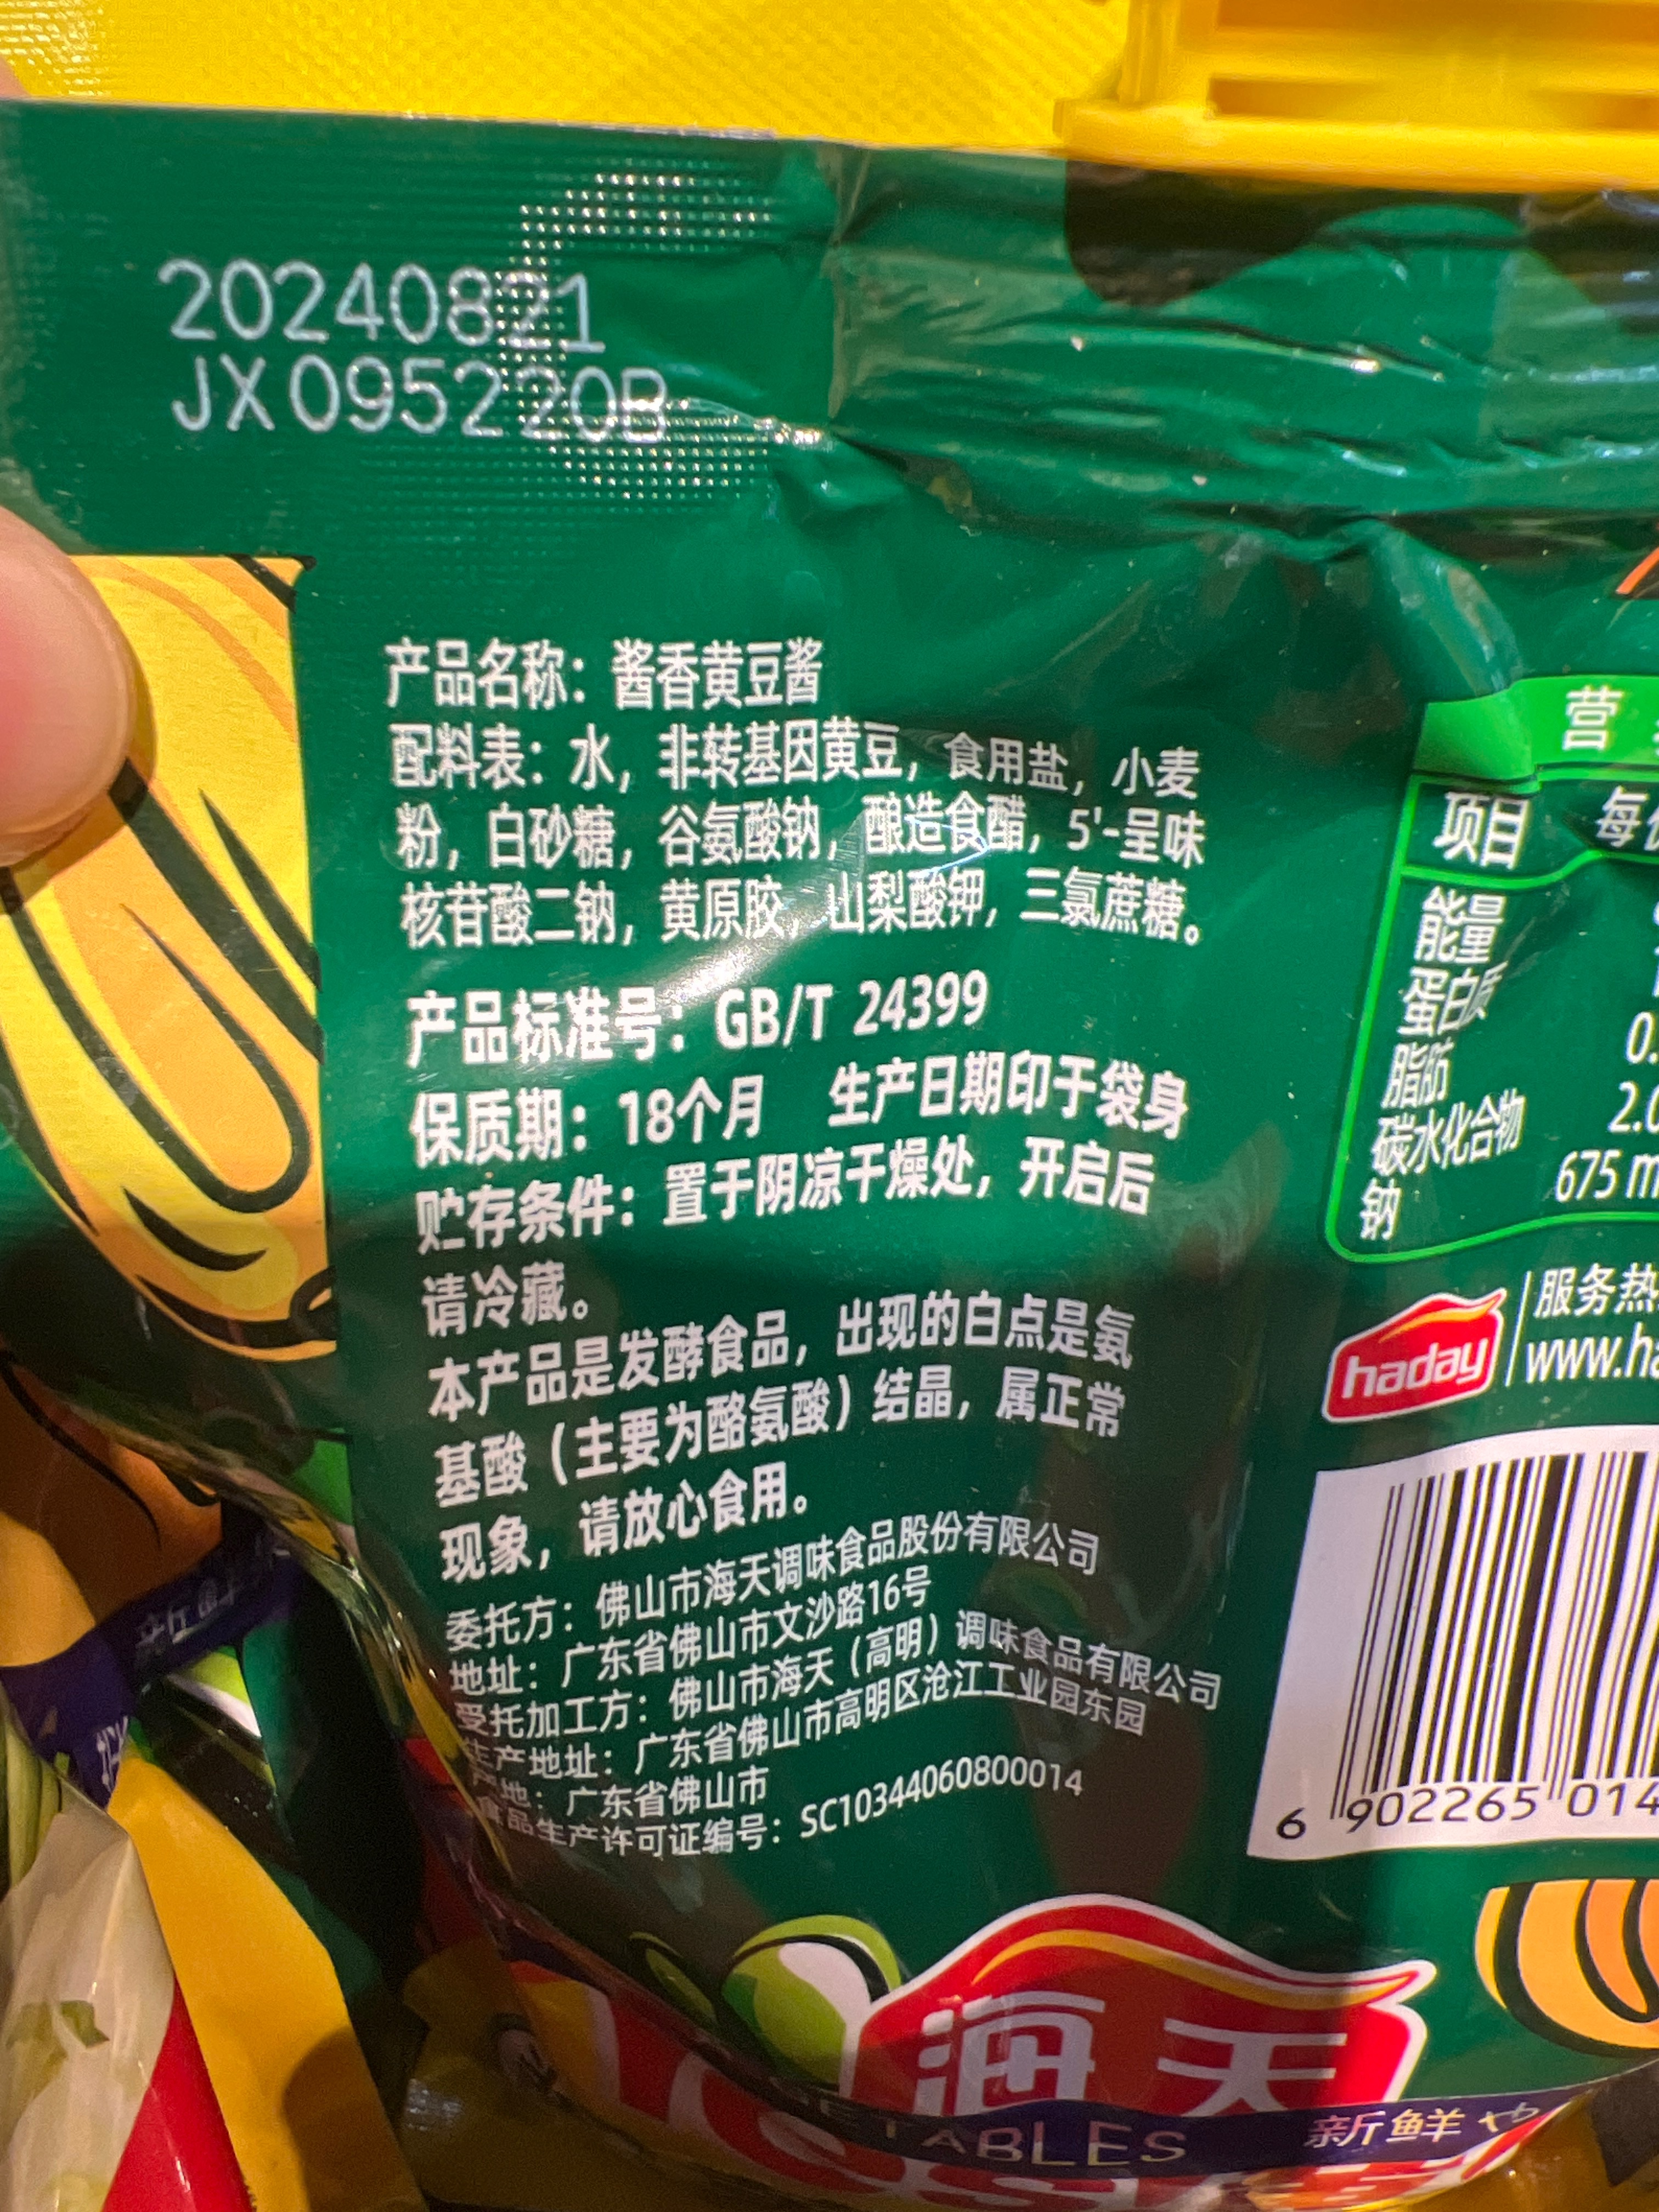 20240821
JX095220B
产品名称：酱香黄豆酱
配料表：水，非转基因黄豆，食用盐，小麦
粉，白砂糖，谷氨酸钠，酿造食醋，5'-呈味
核苷酸二钠，黄原胶，山梨酸钾，三氯蔗糖。
产品标准号：GB/T 24399
保质期：18个月 生产日期印于袋身
贮存条件：置于阴凉干燥处，开启后
请冷藏。
本产品是发酵食品，出现的白点是氨
基酸（主要为酪氨酸）结晶，属正常
现象，请放心食用。
委托方：佛山市海天调味食品股份有限公司
地址：广东省佛山市文沙路16号
受托加工方：佛山市海天（高明）调味食品有限公司
生产地址：广东省佛山市高明区沧江工业园东园
产地：广东省佛山市
食品生产许可证编号：SC10344060800014
营
项目 每
能量
蛋白质
脂肪 0.
碳水化合物 2.0
钠 675 m
haday
服务热
www.ha
6 902265 014
海天
TABLES
新鲜